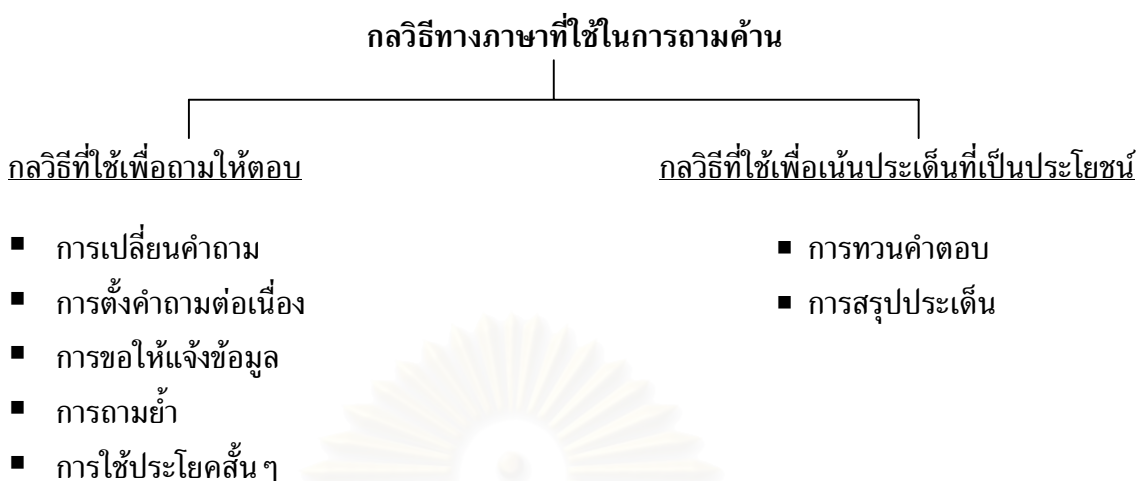 กลวิธีทางภาษาที่ใช้ในการถามค้าน
กลวิธีที่ใช้เพื่อถามให้ตอบ
▪ การเปลี่ยนคำถาม
▪ การตั้งคำถามต่อเนื่อง
▪ การขอให้แจ้งข้อมูล
▪ การถามย้ำ
▪ การใช้ประโยคสั้น ๆ
กลวิธีที่ใช้เพื่อเน้นประเด็นที่เป็นประโยชน์
▪ การทวนคำตอบ
▪ การสรุปประเด็น